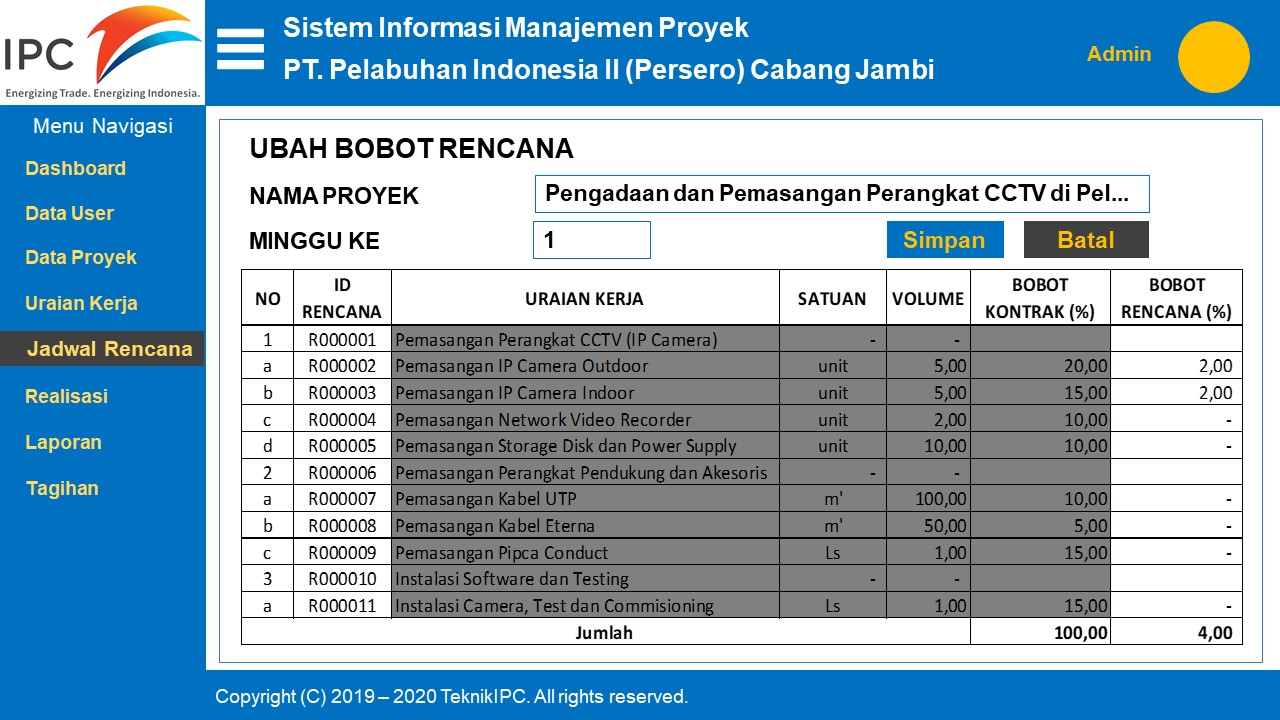 IPC
Energizing Trade. Energizing Indonesia.
Sistem Informasi Manajemen Proyek
PT. Pelabuhan Indonesia II (Persero) Cabang Jambi
Admin
Menu Navigasi
Dashboard
Data User
Data Proyek
Uraian Kerja
Jadwal Rencana
Realisasi
Laporan
Tagihan
UBAH BOBOT RENCANA
NAMA PROYEK Pengadaan dan Pemasangan Perangkat CCTV di Pel...
MINGGU KE 1 Simpan Batal
NO ID RENCANA URAIAN KERJA SATUAN VOLUME BOBOT KONTRAK (%) BOBOT RENCANA (%)
1 R000001 Pemasangan Perangkat CCTV (IP Camera) - -
a R000002 Pemasangan IP Camera Outdoor unit 5,00 20,00 2,00
b R000003 Pemasangan IP Camera Indoor unit 5,00 15,00 2,00
c R000004 Pemasangan Network Video Recorder unit 2,00 10,00 -
d R000005 Pemasangan Storage Disk dan Power Supply unit 10,00 10,00 -
2 R000006 Pemasangan Perangkat Pendukung dan Akesoris - -
a R000007 Pemasangan Kabel UTP m' 100,00 10,00 -
b R000008 Pemasangan Kabel Eterna m' 50,00 5,00 -
c R000009 Pemasangan Pipca Conduct Ls 1,00 15,00 -
3 R000010 Instalasi Software dan Testing - -
a R000011 Instalasi Camera, Test dan Commisioning Ls 1,00 15,00 -
Jumlah 100,00 4,00
Copyright (C) 2019 – 2020 TeknikIPC. All rights reserved.